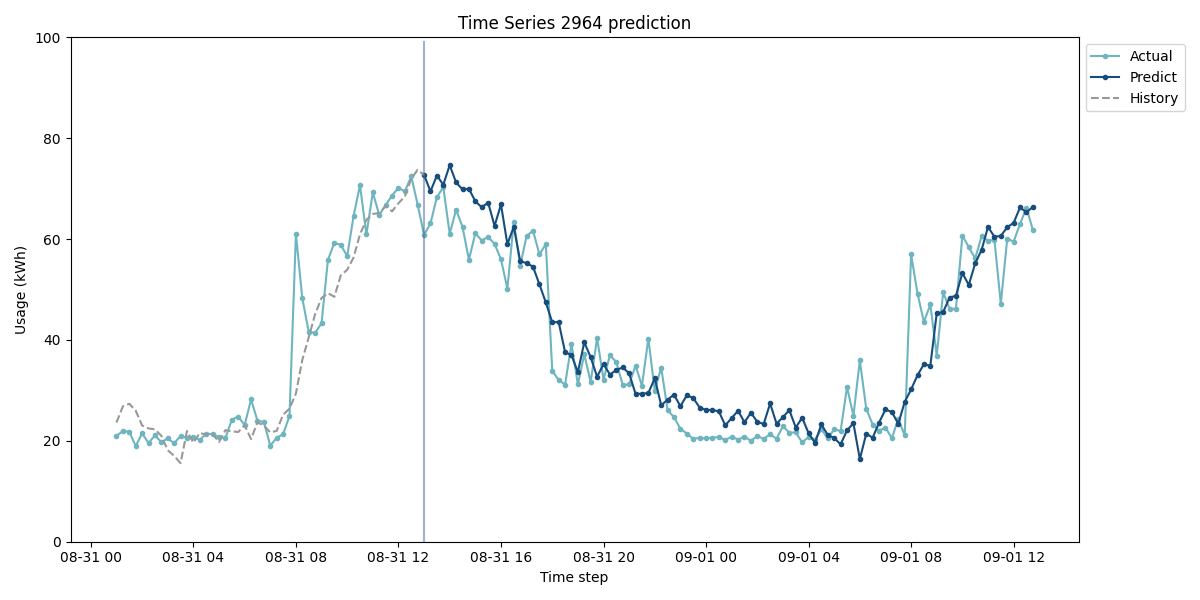 Time Series 2964 prediction
100
80
60
40
20
0
Usage (kWh)
08-31 00 08-31 04 08-31 08 08-31 12 08-31 16 08-31 20 09-01 00 09-01 04 09-01 08 09-01 12
Time step
Actual
Predict
History